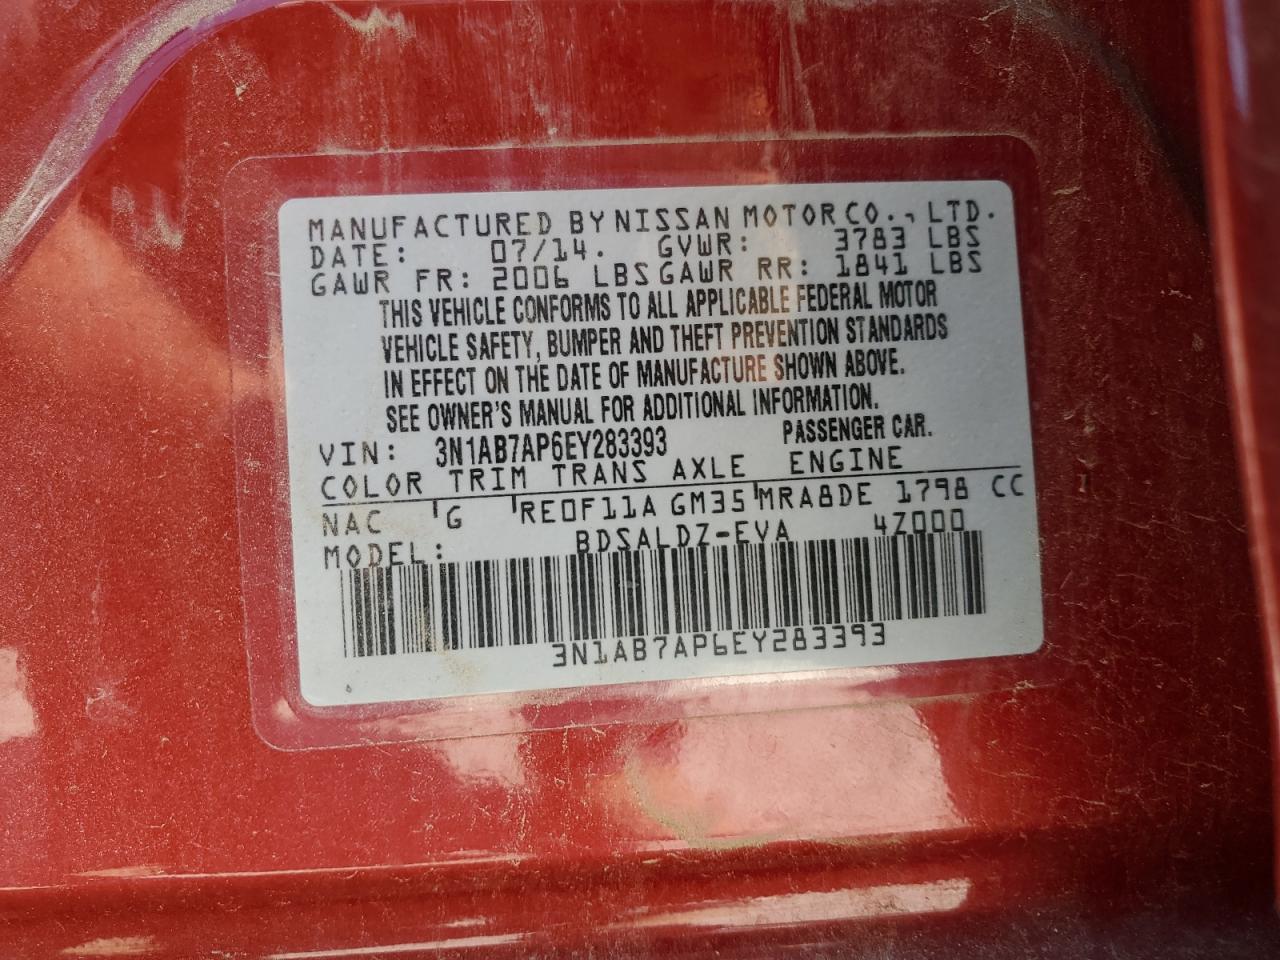 MANUFACTURED BY NISSAN MOTOR CO., LTD.
DATE: 07/14. GVWR: 3783 LBS
GAWR FR: 2006 LBS GAWR RR: 1841 LBS
THIS VEHICLE CONFORMS TO ALL APPLICABLE FEDERAL MOTOR
VEHICLE SAFETY, BUMPER AND THEFT PREVENTION STANDARDS
IN EFFECT ON THE DATE OF MANUFACTURE SHOWN ABOVE.
SEE OWNER'S MANUAL FOR ADDITIONAL INFORMATION.
VIN: 3N1AB7AP6EY283393 PASSENGER CAR.
COLOR TRIM TRANS AXLE ENGINE
NAC 'G 'RE0F11A GM35 'MRA8DE 1798 CC
MODEL: BDSALDZ-EVA 4Z000
3N1AB7AP6EY283393